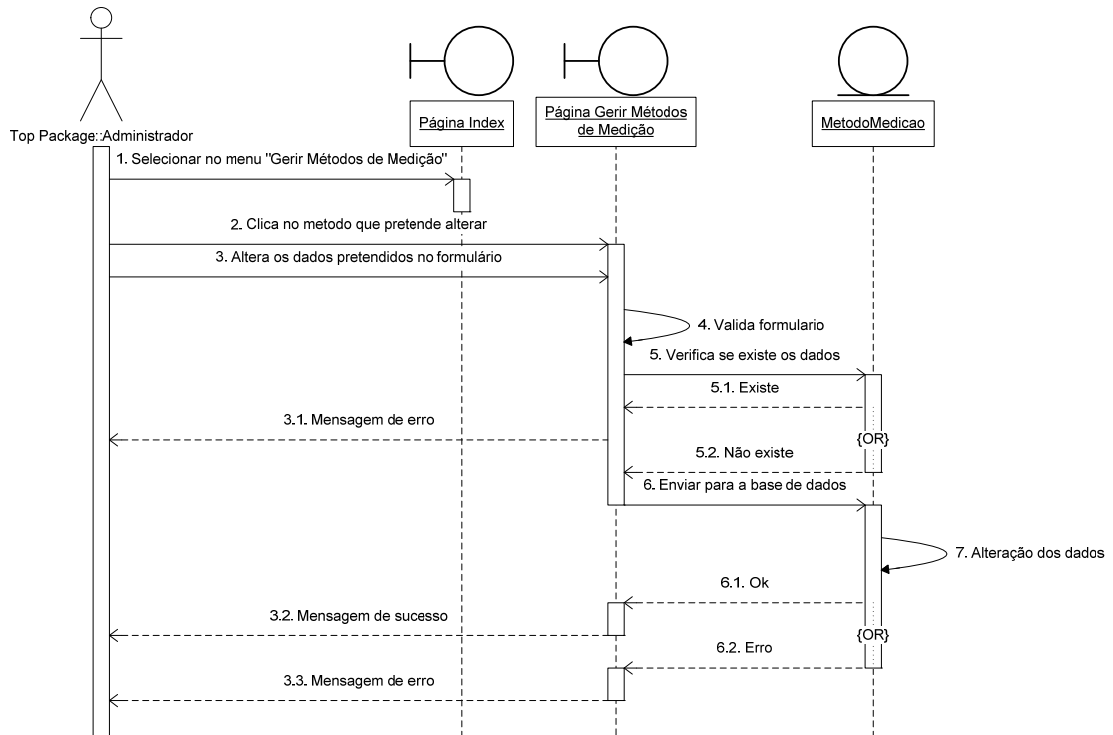 Top Package::Administrador
Página Index
Página Gerir Métodos
de Medição
MetodoMedicao
1. Selecionar no menu "Gerir Métodos de Medição"
2. Clica no metodo que pretende alterar
3. Altera os dados pretendidos no formulário
4. Valida formulario
5. Verifica se existe os dados
5.1. Existe
3.1. Mensagem de erro
{OR}
5.2. Não existe
6. Enviar para a base de dados
7. Alteração dos dados
6.1. Ok
3.2. Mensagem de sucesso
{OR}
6.2. Erro
3.3. Mensagem de erro